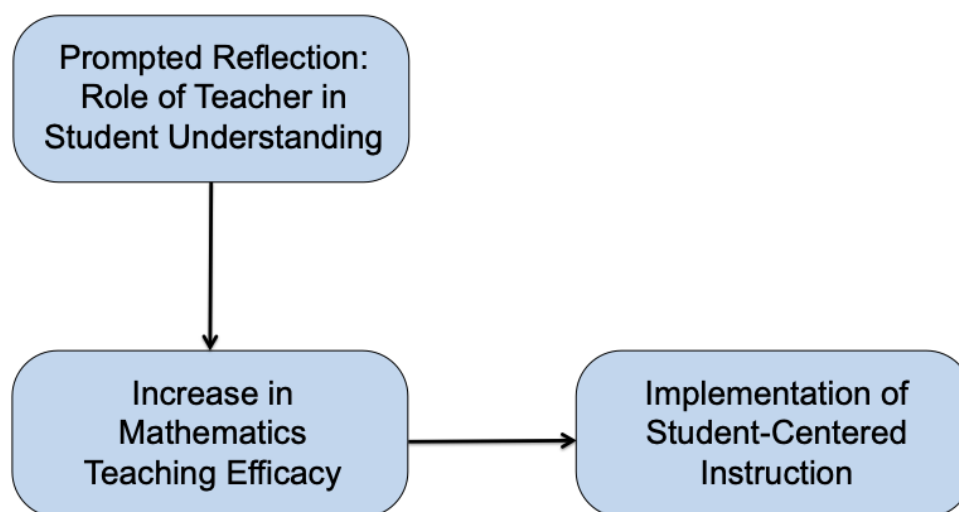 Prompted Reflection:
Role of Teacher in
Student Understanding
Increase in
Mathematics
Teaching Efficacy
Implementation of
Student-Centered
Instruction